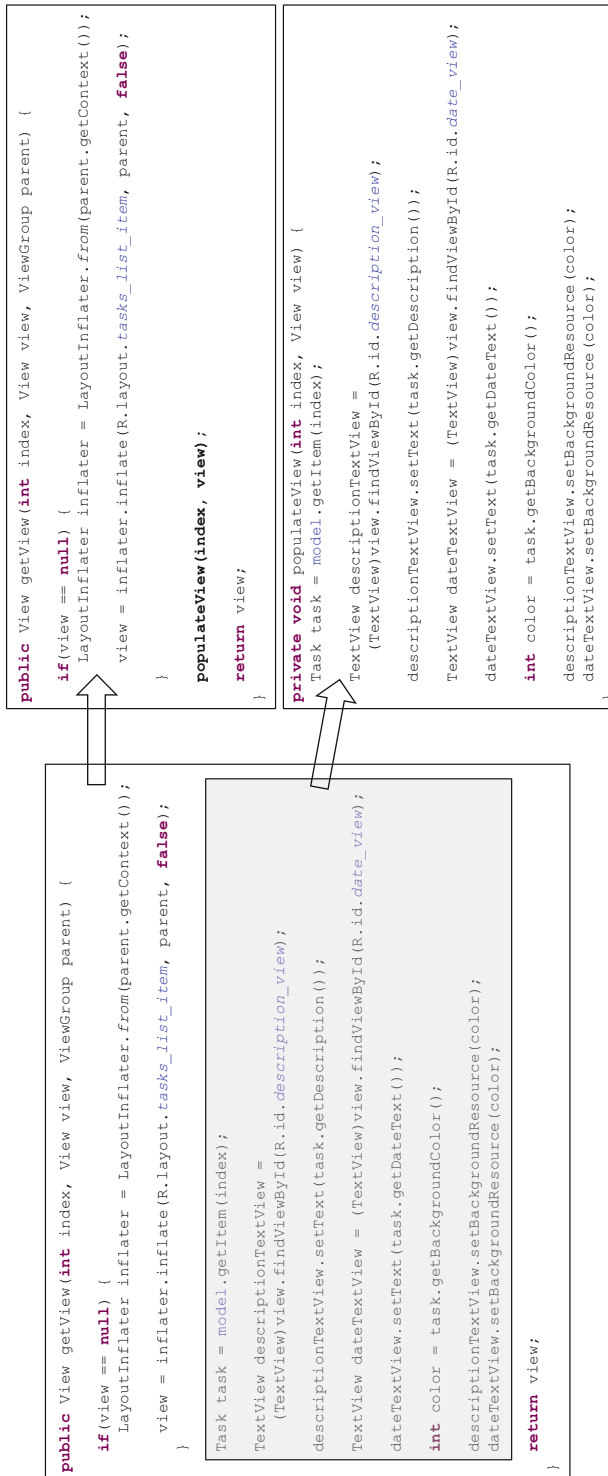 public View getView(int index, View view, ViewGroup parent) {
if(view == null) {
LayoutInflater inflater = LayoutInflater.from(parent.getContext());
view = inflater.inflate(R.layout.tasks_list_item, parent, false);
}
Task task = model.getItem(index);
TextView descriptionTextView =
(TextView)view.findViewById(R.id.description_view);
descriptionTextView.setText(task.getDescription());
TextView dateTextView = (TextView)view.findViewById(R.id.date_view);
dateTextView.setText(task.getDateText());
int color = task.getBackgroundColor();
descriptionTextView.setBackgroundResource(color);
dateTextView.setBackgroundResource(color);
return view;
}
public View getView(int index, View view, ViewGroup parent) {
if(view == null) {
LayoutInflater inflater = LayoutInflater.from(parent.getContext());
view = inflater.inflate(R.layout.tasks_list_item, parent, false);
}
populateView(index, view);
return view;
}
private void populateView(int index, View view) {
Task task = model.getItem(index);
TextView descriptionTextView =
(TextView)view.findViewById(R.id.description_view);
descriptionTextView.setText(task.getDescription());
TextView dateTextView = (TextView)view.findViewById(R.id.date_view);
dateTextView.setText(task.getDateText());
int color = task.getBackgroundColor();
descriptionTextView.setBackgroundResource(color);
dateTextView.setBackgroundResource(color);
}